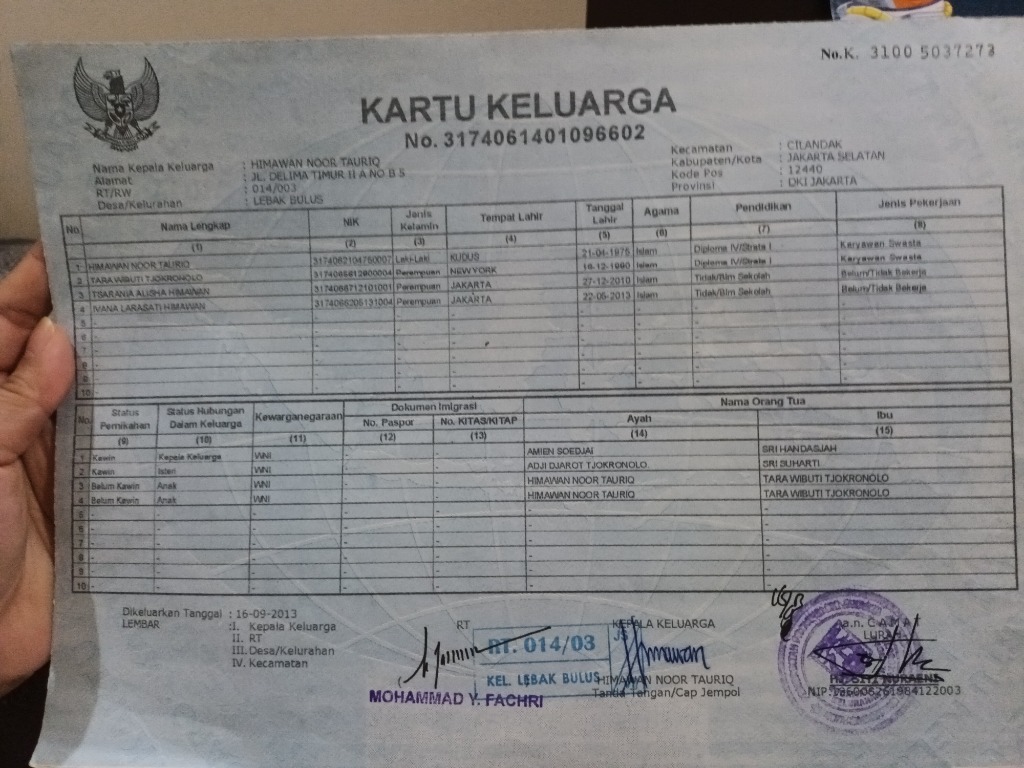 No.K. 3100 5037273
KARTU KELUARGA
No. 3174061401096602
Nama Kepala Keluarga : HIMAWAN NOOR TAURIQ
Alamat : JL. DELIMA TIMUR II A NO B 5
RT/RW : 014/003
Desa/Kelurahan : LEBAK BULUS
Kecamatan : CILANDAK
Kabupaten/Kota : JAKARTA SELATAN
Kode Pos : 12440
Provinsi : DKI JAKARTA
No. Nama Lengkap NIK Jenis Kelamin Tempat Lahir Tanggal Lahir Agama Pendidikan Jenis Pekerjaan
(1) (2) (3) (4) (5) (6) (7) (8)
1 HIMAWAN NOOR TAURIQ 3174062104750007 Laki-Laki KUDUS 21-04-1975 Islam Diploma IV/Strata I Karyawan Swasta
2 TARA WIBUTI TJOKRONOLO Perempuan NEW YORK 16-12-1980 Islam Diploma IV/Strata I Karyawan Swasta
3 TSARANIA ALISHA HIMAWAN Perempuan JAKARTA 27-12-2010 Islam Tidak/Blm Sekolah Belum/Tidak Bekerja
4 IVANA LARASATI HIMAWAN Perempuan JAKARTA 22-05-2013 Islam Tidak/Blm Sekolah Belum/Tidak Bekerja
5
6
7
8
9
10
No. Status Pernikahan Status Hubungan Dalam Keluarga Kewarganegaraan Dokumen Imigrasi Nama Orang Tua
No. Paspor No. KITAS/KITAP Ayah Ibu
(9) (10) (11) (12) (13) (14) (15)
1 Kawin Kepala Keluarga WNI - - AMIEN SOEDJAI SRI HANDASJAH
2 Kawin Isteri WNI - - ADJI DJAROT TJOKRONOLO SRI SUHARTI
3 Belum Kawin Anak WNI - - HIMAWAN NOOR TAURIQ TARA WIBUTI TJOKRONOLO
4 Belum Kawin Anak WNI - - HIMAWAN NOOR TAURIQ TARA WIBUTI TJOKRONOLO
5
6
7
8
9
10
Dikeluarkan Tanggal : 16-09-2013
LEMBAR : I. Kepala Keluarga
II. RT
III. Desa/Kelurahan
IV. Kecamatan
RT
RT. 014/03
KEL. LEBAK BULUS
MOHAMMAD Y. FACHRI
KEPALA KELUARGA
Himawan
HIMAWAN NOOR TAURIQ
Tanda Tangan/Cap Jempol
a.n. C A M A T
LURAH
HJ. SITI NURAENI